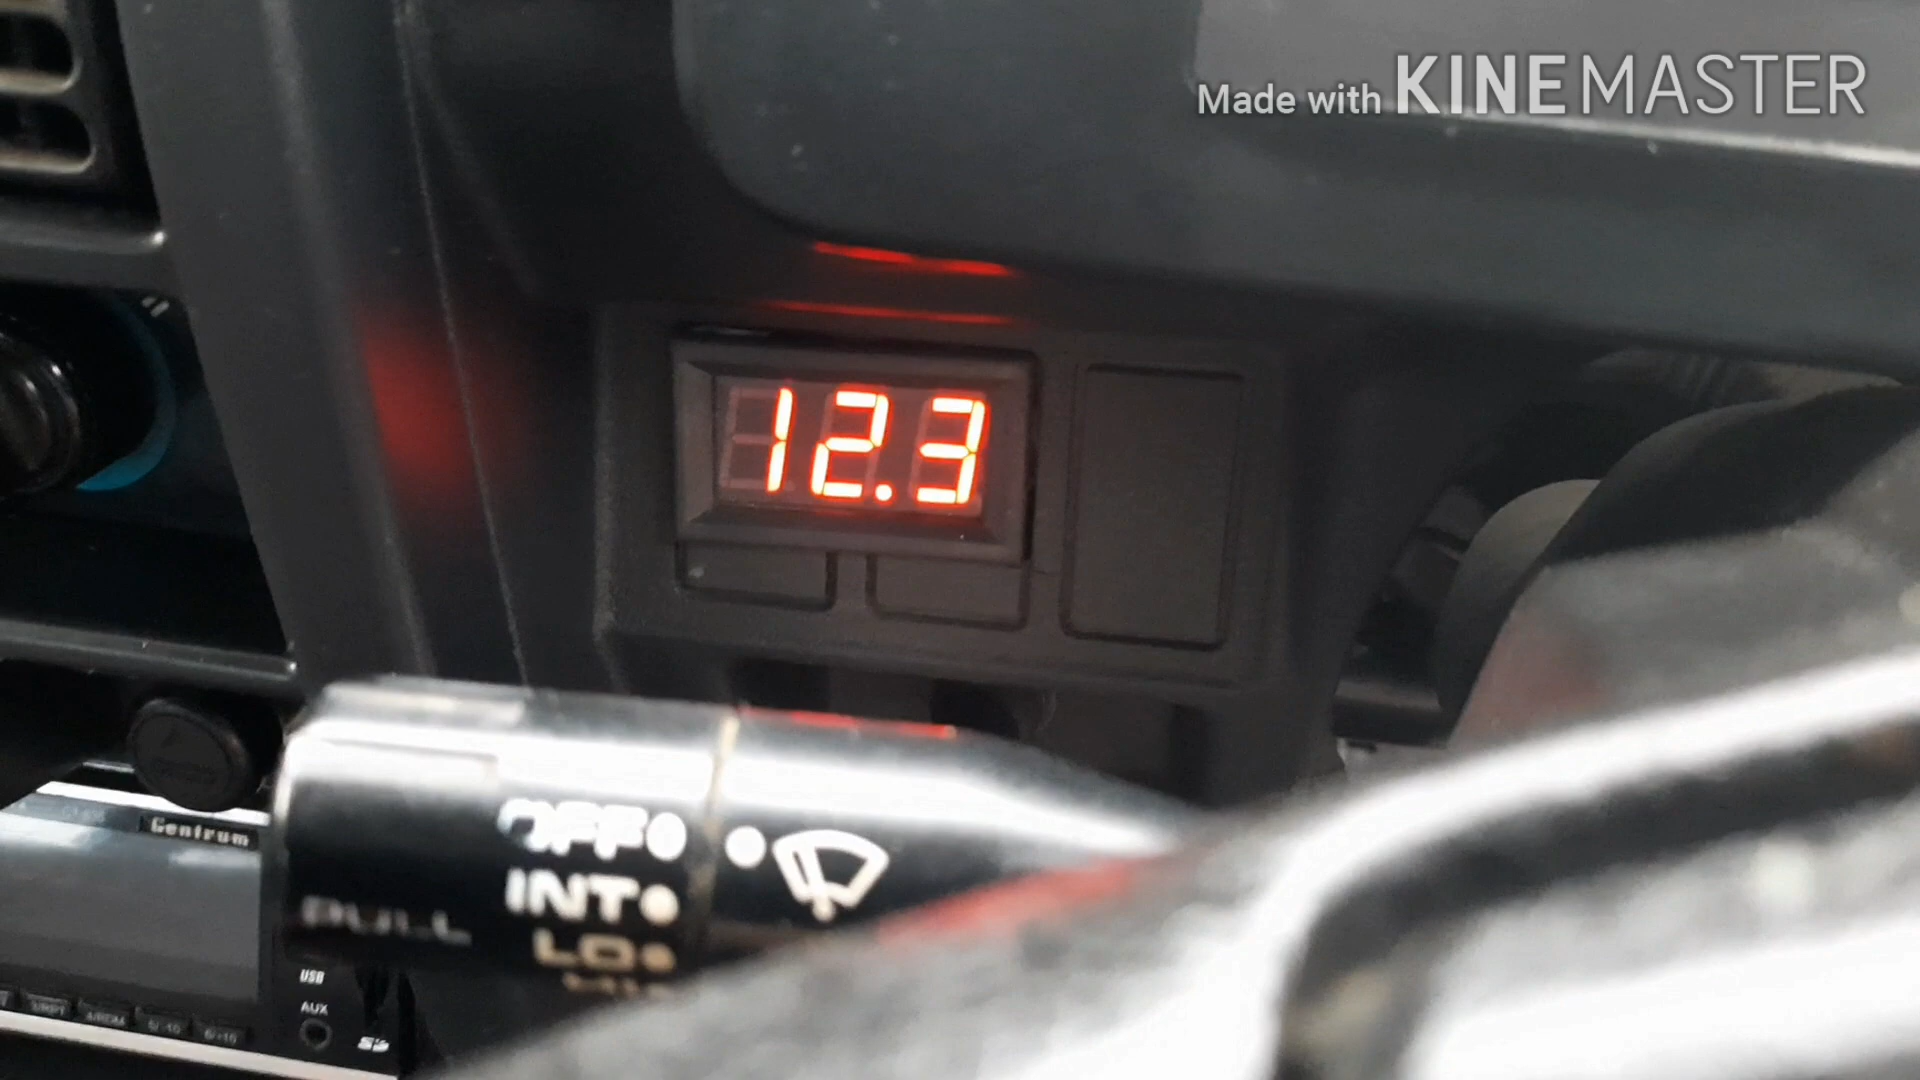 Made with KINEMASTER
12.3
OFF
INT
LO
PULL
Centrum
USB
AUX